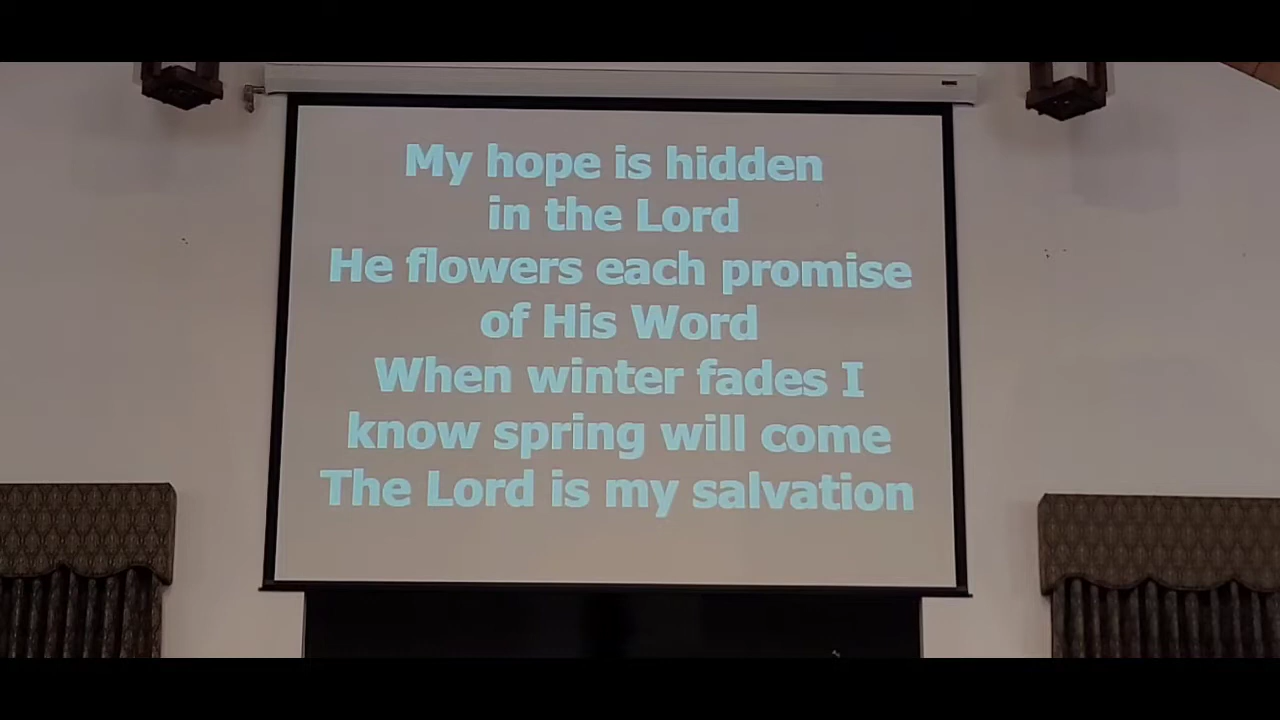 My hope is hidden
in the Lord
He flowers each promise
of His Word
When winter fades I
know spring will come
The Lord is my salvation